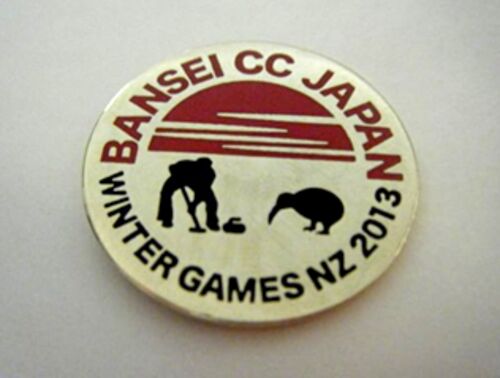 BANSEI CC JAPAN
WINTER GAMES NZ 2013